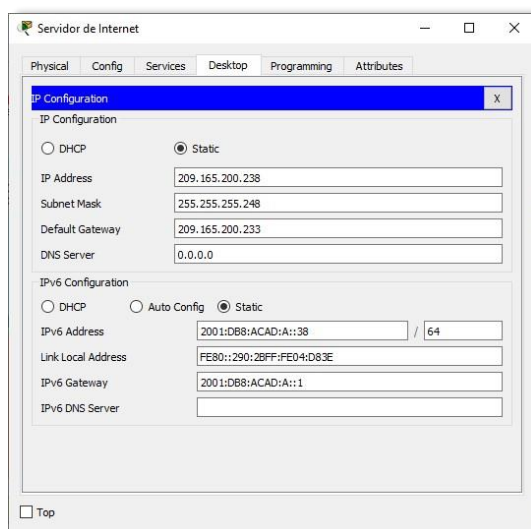 Servidor de Internet
Physical Config Services Desktop Programming Attributes
IP Configuration X
IP Configuration
DHCP Static
IP Address 209.165.200.238
Subnet Mask 255.255.255.248
Default Gateway 209.165.200.233
DNS Server 0.0.0.0
IPv6 Configuration
DHCP Auto Config Static
IPv6 Address 2001:DB8:ACAD:A::38 / 64
Link Local Address FE80::290:2BFF:FE04:D83E
IPv6 Gateway 2001:DB8:ACAD:A::1
IPv6 DNS Server
Top